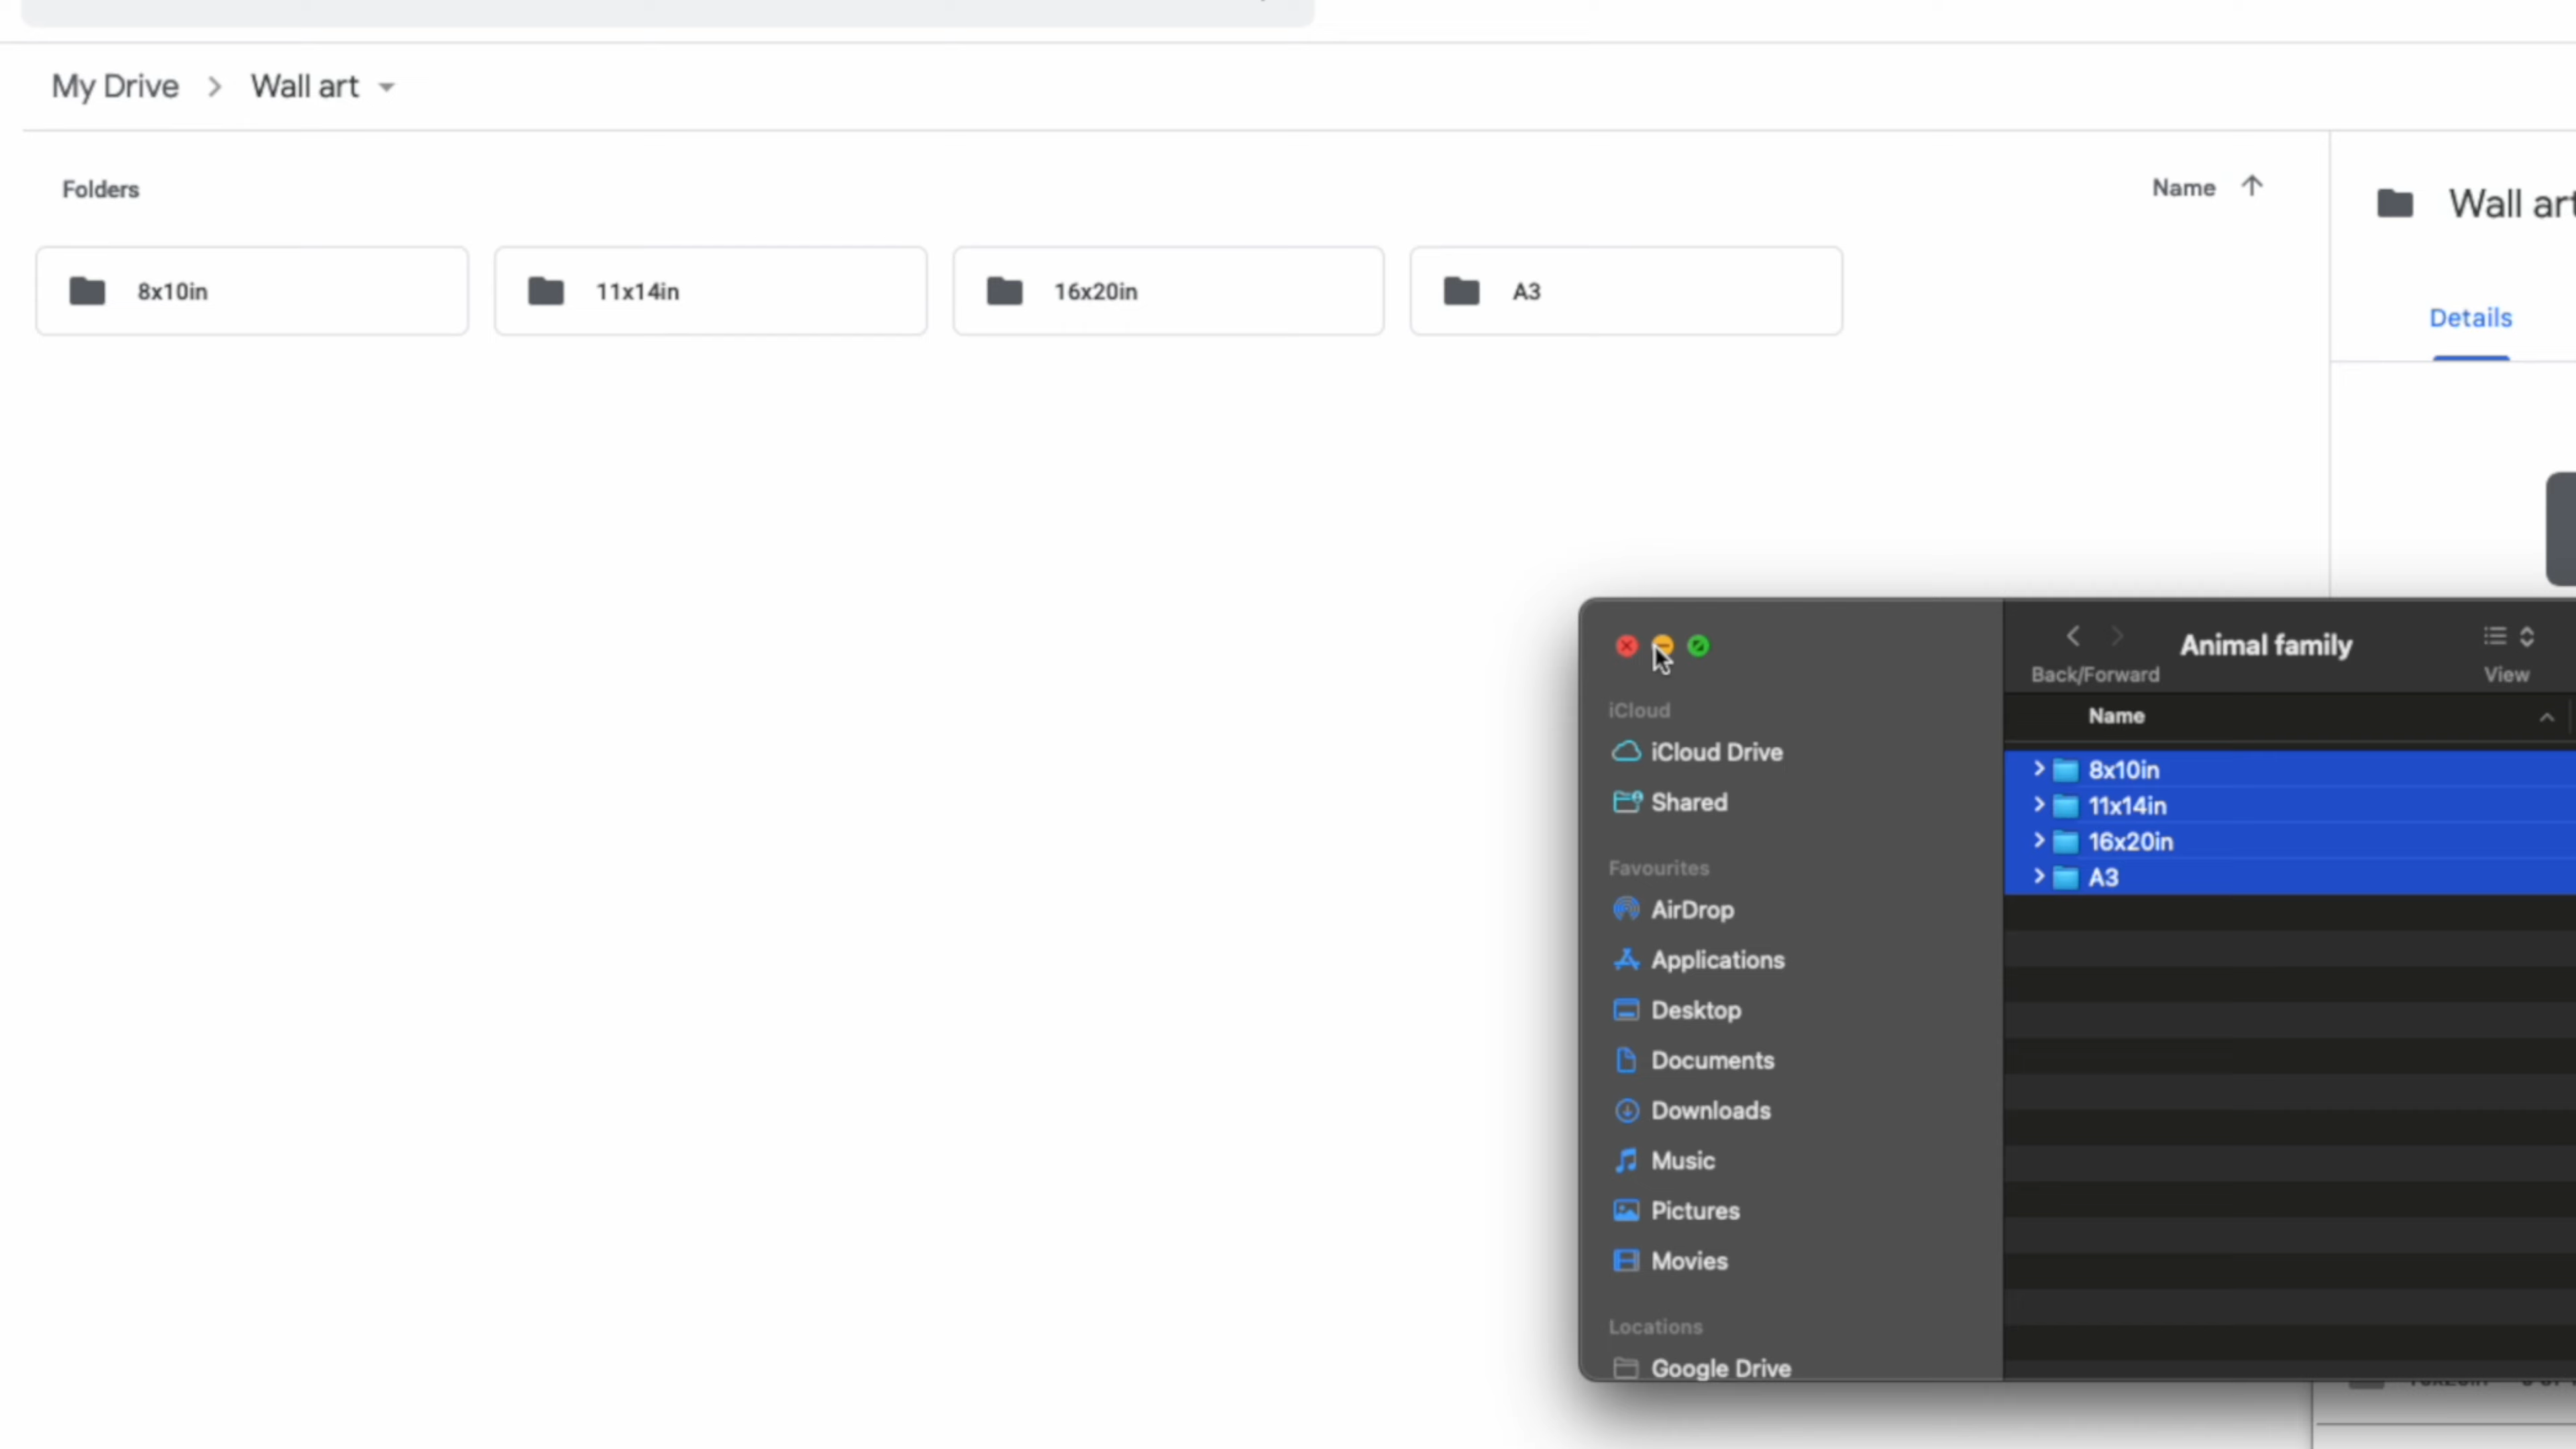 My Drive > Wall art
Folders
Name
8x10in
11x14in
16x20in
A3
Wall art
Details
Animal family
Back/Forward
View
Name
8x10in
11x14in
16x20in
A3
iCloud
iCloud Drive
Shared
Favourites
AirDrop
Applications
Desktop
Documents
Downloads
Music
Pictures
Movies
Locations
Google Drive